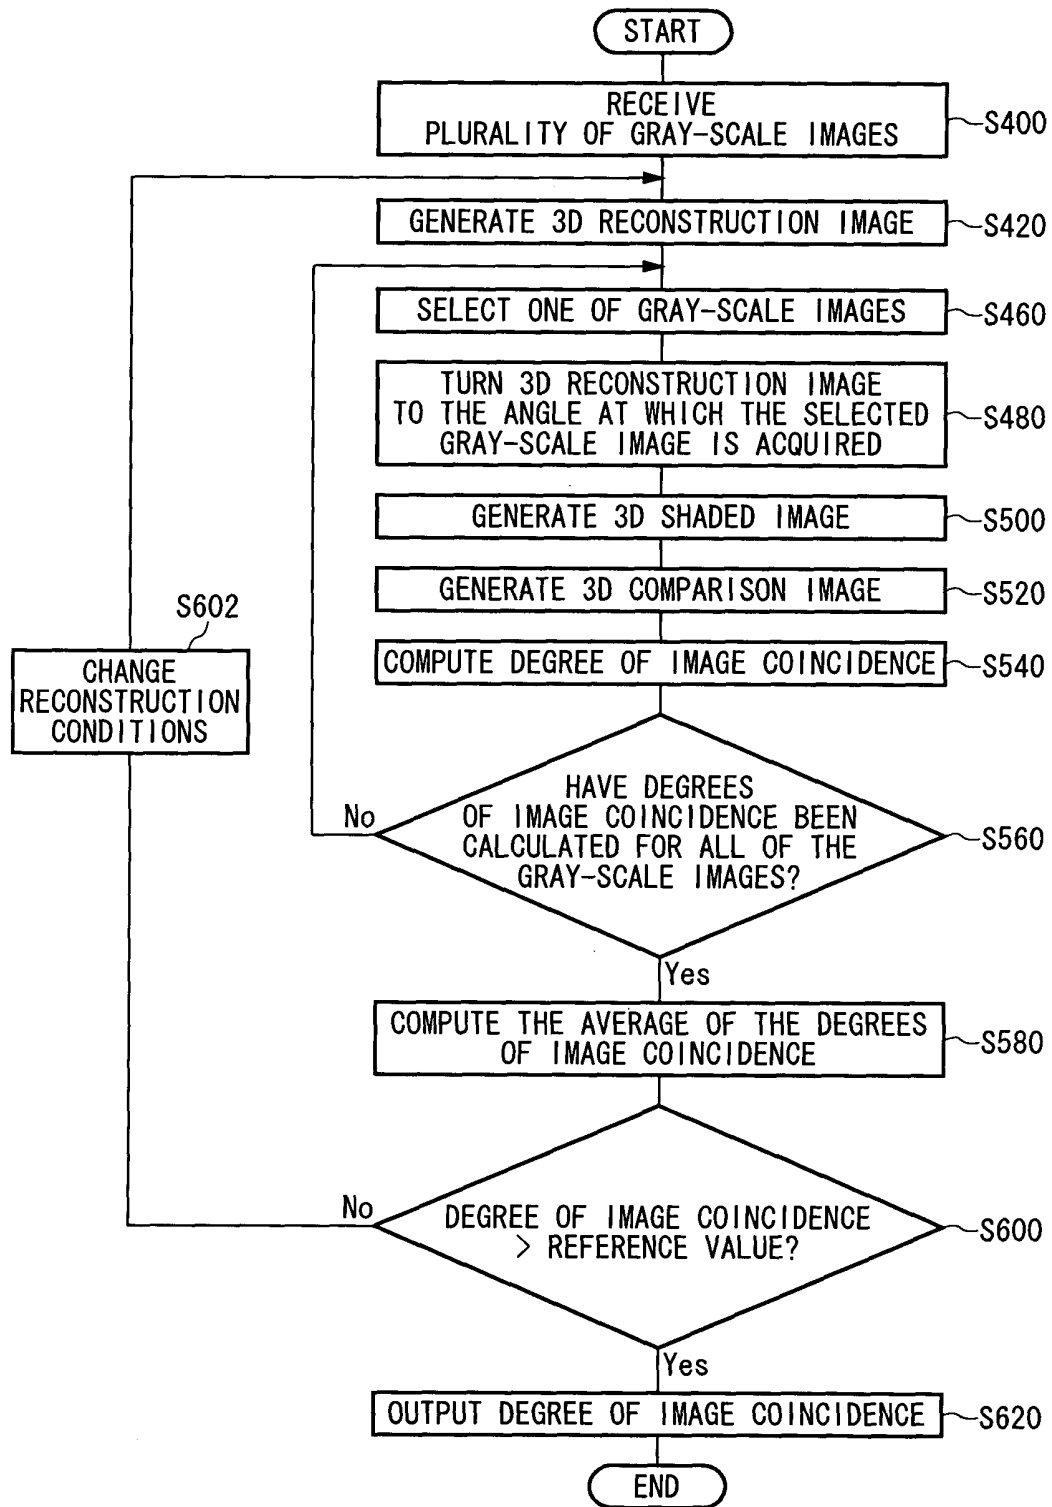 START
RECEIVE
PLURALITY OF GRAY-SCALE IMAGES
S400
GENERATE 3D RECONSTRUCTION IMAGE
S420
SELECT ONE OF GRAY-SCALE IMAGES
S460
TURN 3D RECONSTRUCTION IMAGE
TO THE ANGLE AT WHICH THE SELECTED
GRAY-SCALE IMAGE IS ACQUIRED
S480
GENERATE 3D SHADED IMAGE
S500
GENERATE 3D COMPARISON IMAGE
S520
S602
CHANGE
RECONSTRUCTION
CONDITIONS
COMPUTE DEGREE OF IMAGE COINCIDENCE
S540
HAVE DEGREES
OF IMAGE COINCIDENCE BEEN
CALCULATED FOR ALL OF THE
GRAY-SCALE IMAGES?
No
S560
Yes
COMPUTE THE AVERAGE OF THE DEGREES
OF IMAGE COINCIDENCE
S580
No
DEGREE OF IMAGE COINCIDENCE
> REFERENCE VALUE?
S600
Yes
OUTPUT DEGREE OF IMAGE COINCIDENCE
S620
END